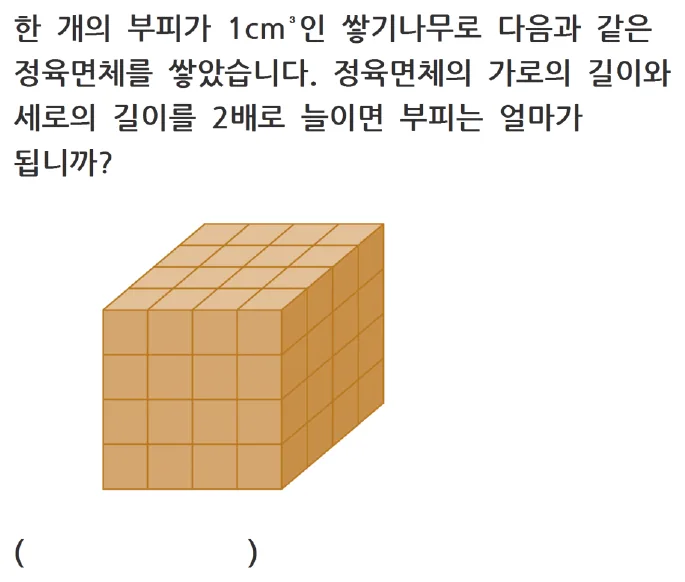 한 개의 부피가 1cm³인 쌓기나무로 다음과 같은
정육면체를 쌓았습니다. 정육면체의 가로의 길이와
세로의 길이를 2배로 늘이면 부피는 얼마가
됩니까?
( )